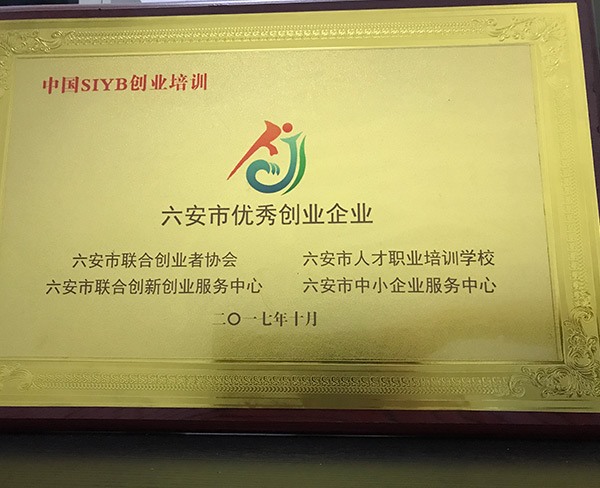 中国SIYB创业培训
六安市优秀创业企业
六安市联合创业者协会 六安市人才职业培训学校
六安市联合创新创业服务中心 六安市中小企业服务中心
二〇一七年十月